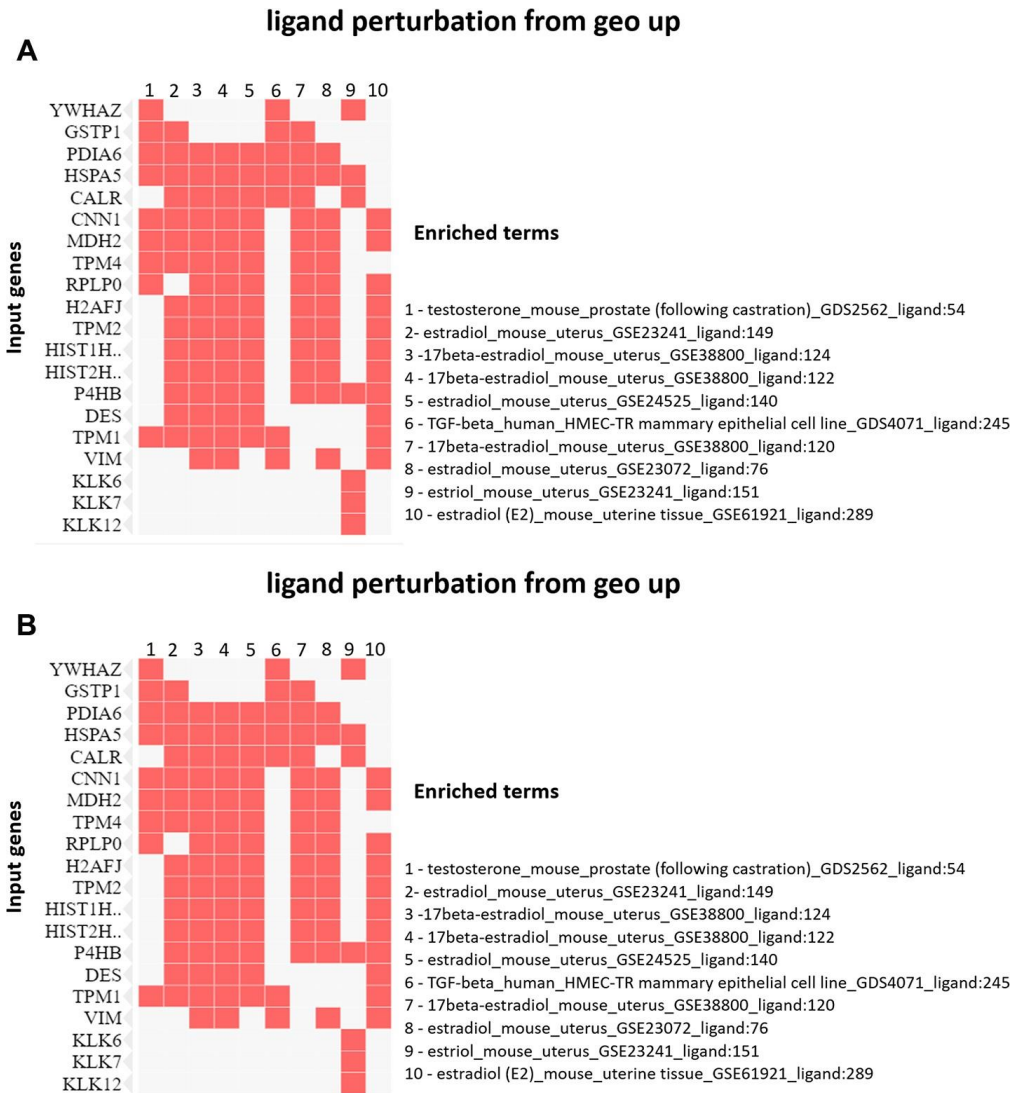 ligand perturbation from geo up
A
1 2 3 4 5 6 7 8 9 10
YWHAZ
GSTP1
PDIA6
HSPA5
CALR
CNN1
MDH2
TPM4
RPLP0
H2AFJ
TPM2
HIST1H..
HIST2H..
P4HB
DES
TPM1
VIM
KLK6
KLK7
KLK12
Input genes
Enriched terms
1 - testosterone_mouse_prostate (following castration)_GDS2562_ligand:54
2- estradiol_mouse_uterus_GSE23241_ligand:149
3 -17beta-estradiol_mouse_uterus_GSE38800_ligand:124
4 - 17beta-estradiol_mouse_uterus_GSE38800_ligand:122
5 - estradiol_mouse_uterus_GSE24525_ligand:140
6 - TGF-beta_human_HMEC-TR mammary epithelial cell line_GDS4071_ligand:245
7 - 17beta-estradiol_mouse_uterus_GSE38800_ligand:120
8 - estradiol_mouse_uterus_GSE23072_ligand:76
9 - estriol_mouse_uterus_GSE23241_ligand:151
10 - estradiol (E2)_mouse_uterine tissue_GSE61921_ligand:289
ligand perturbation from geo up
B
1 2 3 4 5 6 7 8 9 10
YWHAZ
GSTP1
PDIA6
HSPA5
CALR
CNN1
MDH2
TPM4
RPLP0
H2AFJ
TPM2
HIST1H..
HIST2H..
P4HB
DES
TPM1
VIM
KLK6
KLK7
KLK12
Input genes
Enriched terms
1 - testosterone_mouse_prostate (following castration)_GDS2562_ligand:54
2- estradiol_mouse_uterus_GSE23241_ligand:149
3 -17beta-estradiol_mouse_uterus_GSE38800_ligand:124
4 - 17beta-estradiol_mouse_uterus_GSE38800_ligand:122
5 - estradiol_mouse_uterus_GSE24525_ligand:140
6 - TGF-beta_human_HMEC-TR mammary epithelial cell line_GDS4071_ligand:245
7 - 17beta-estradiol_mouse_uterus_GSE38800_ligand:120
8 - estradiol_mouse_uterus_GSE23072_ligand:76
9 - estriol_mouse_uterus_GSE23241_ligand:151
10 - estradiol (E2)_mouse_uterine tissue_GSE61921_ligand:289